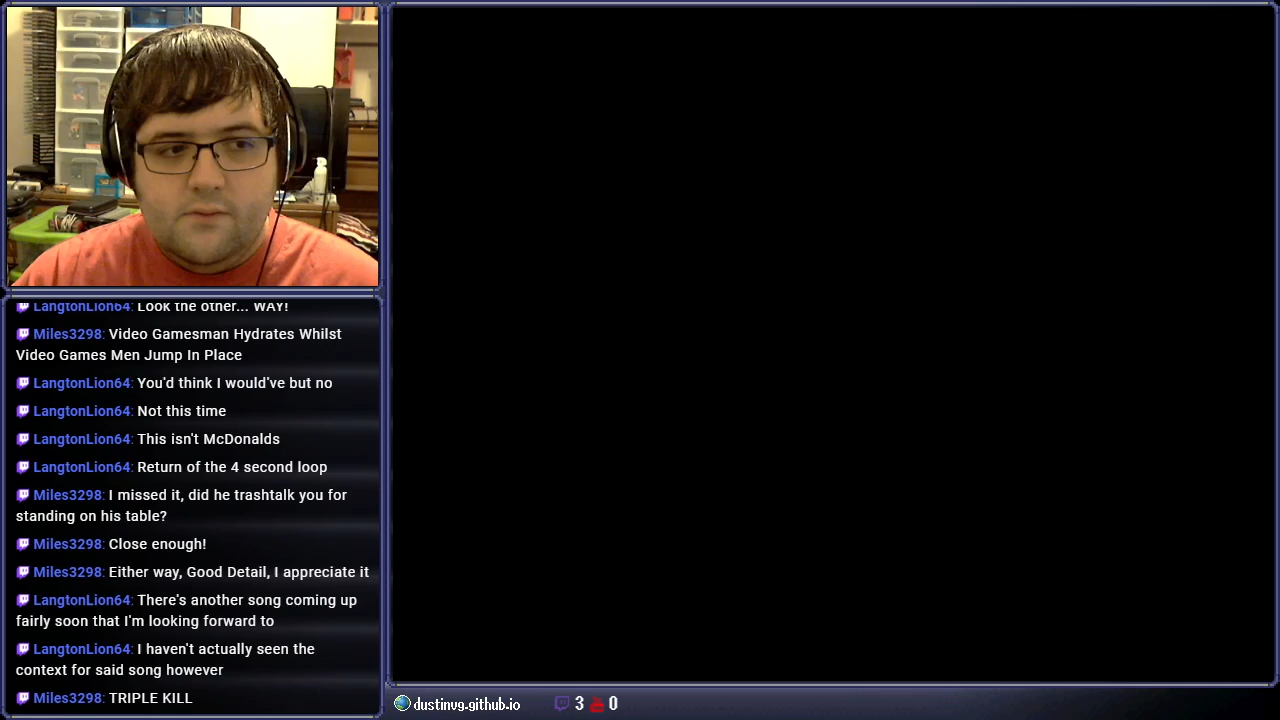 LangtonLion64: Look the other... WAY!
Miles3298: Video Gamesman Hydrates Whilst
Video Games Men Jump In Place
LangtonLion64: You'd think I would've but no
LangtonLion64: Not this time
LangtonLion64: This isn't McDonalds
LangtonLion64: Return of the 4 second loop
Miles3298: I missed it, did he trashtalk you for
standing on his table?
Miles3298: Close enough!
Miles3298: Either way, Good Detail, I appreciate it
LangtonLion64: There's another song coming up
fairly soon that I'm looking forward to
LangtonLion64: I haven't actually seen the
context for said song however
Miles3298: TRIPLE KILL
dustinvg.github.io 3 0